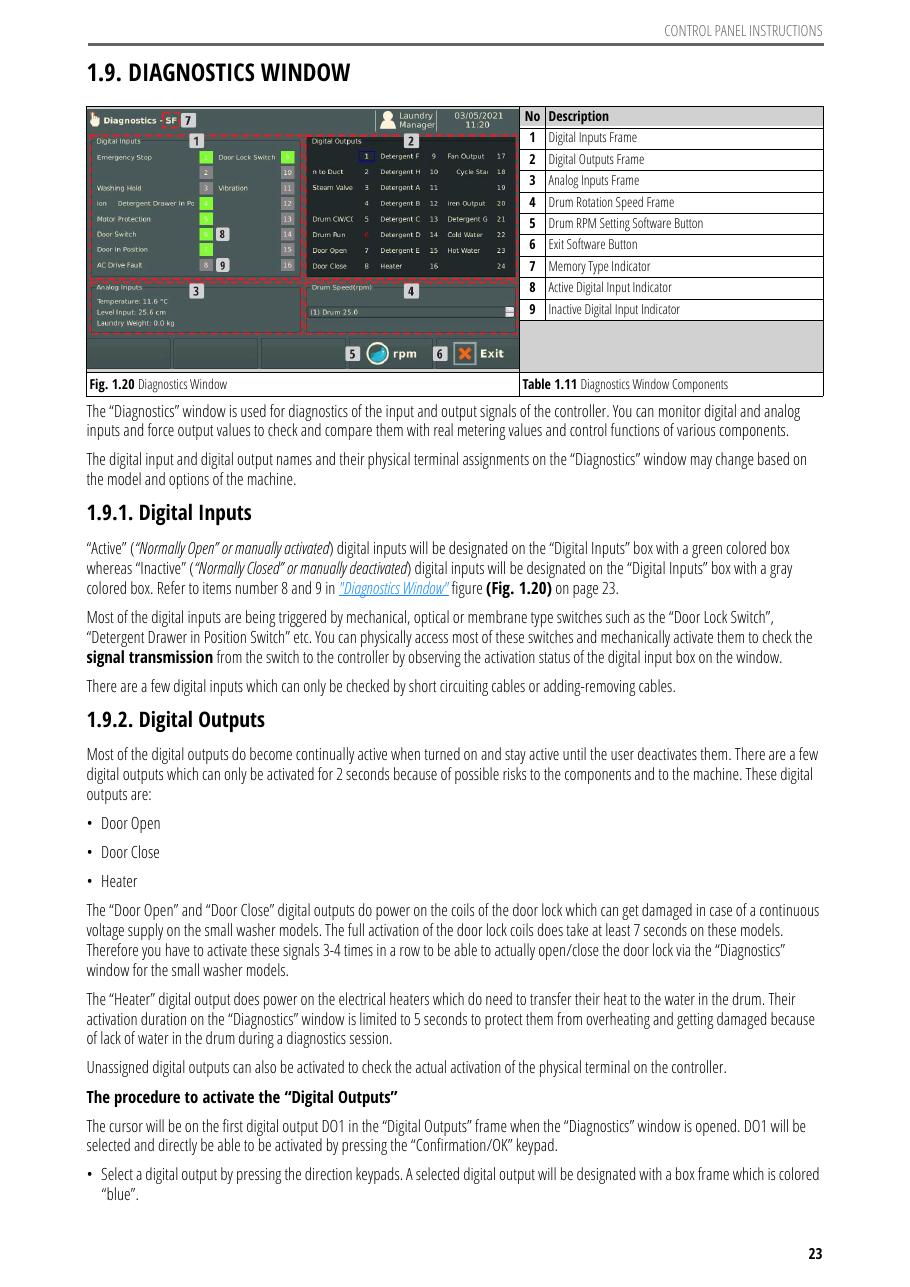 CONTROL PANEL INSTRUCTIONS
1.9. DIAGNOSTICS WINDOW
Diagnostics - SF 7 Laundry Manager 03/05/2021 11:20
Digital Inputs 1
Emergency Stop Door Lock Switch
2 10
Washing Hold 3 Vibration 11
ion Detergent Drawer In Po 12
Motor Protection 13
Door Switch 8 14
Door In Position 15
AC Drive Fault 8 9 16
Digital Outputs 2
1 Detergent F 9 Fan Output 17
n to Duct 2 Detergent H 10 Cycle Star 18
Steam Valve 3 Detergent A 11 19
4 Detergent B 12 iren Output 20
Drum CW/CC 5 Detergent C 13 Detergent G 21
Drum Run 6 Detergent D 14 Cold Water 22
Door Open 7 Detergent E 15 Hot Water 23
Door Close 8 Heater 16 24
Analog Inputs 3
Temperature: 11.6 °C
Level Input: 25.6 cm
Laundry Weight: 0.0 kg
Drum Speed(rpm) 4
(1) Drum 25.0
5 rpm 6 Exit
No Description
1 Digital Inputs Frame
2 Digital Outputs Frame
3 Analog Inputs Frame
4 Drum Rotation Speed Frame
5 Drum RPM Setting Software Button
6 Exit Software Button
7 Memory Type Indicator
8 Active Digital Input Indicator
9 Inactive Digital Input Indicator
Fig. 1.20 Diagnostics Window
Table 1.11 Diagnostics Window Components
The “Diagnostics” window is used for diagnostics of the input and output signals of the controller. You can monitor digital and analog
inputs and force output values to check and compare them with real metering values and control functions of various components.
The digital input and digital output names and their physical terminal assignments on the “Diagnostics” window may change based on
the model and options of the machine.
1.9.1. Digital Inputs
“Active” (“Normally Open” or manually activated) digital inputs will be designated on the “Digital Inputs” box with a green colored box
whereas “Inactive” (“Normally Closed” or manually deactivated) digital inputs will be designated on the “Digital Inputs” box with a gray
colored box. Refer to items number 8 and 9 in "Diagnostics Window" figure (Fig. 1.20) on page 23.
Most of the digital inputs are being triggered by mechanical, optical or membrane type switches such as the “Door Lock Switch”,
“Detergent Drawer in Position Switch” etc. You can physically access most of these switches and mechanically activate them to check the
signal transmission from the switch to the controller by observing the activation status of the digital input box on the window.
There are a few digital inputs which can only be checked by short circuiting cables or adding-removing cables.
1.9.2. Digital Outputs
Most of the digital outputs do become continually active when turned on and stay active until the user deactivates them. There are a few
digital outputs which can only be activated for 2 seconds because of possible risks to the components and to the machine. These digital
outputs are:
• Door Open
• Door Close
• Heater
The “Door Open” and “Door Close” digital outputs do power on the coils of the door lock which can get damaged in case of a continuous
voltage supply on the small washer models. The full activation of the door lock coils does take at least 7 seconds on these models.
Therefore you have to activate these signals 3-4 times in a row to be able to actually open/close the door lock via the “Diagnostics”
window for the small washer models.
The “Heater” digital output does power on the electrical heaters which do need to transfer their heat to the water in the drum. Their
activation duration on the “Diagnostics” window is limited to 5 seconds to protect them from overheating and getting damaged because
of lack of water in the drum during a diagnostics session.
Unassigned digital outputs can also be activated to check the actual activation of the physical terminal on the controller.
The procedure to activate the “Digital Outputs”
The cursor will be on the first digital output DO1 in the “Digital Outputs” frame when the “Diagnostics” window is opened. DO1 will be
selected and directly be able to be activated by pressing the “Confirmation/OK” keypad.
• Select a digital output by pressing the direction keypads. A selected digital output will be designated with a box frame which is colored
“blue”.
23